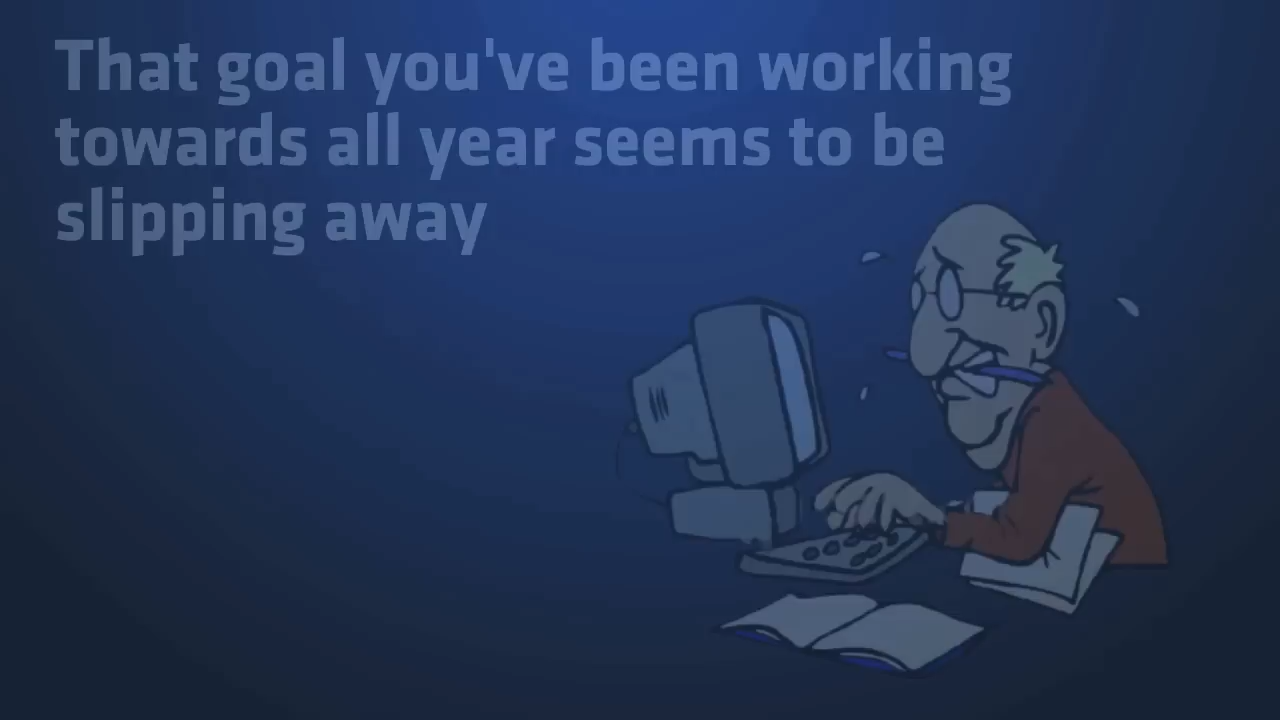 That goal you've been working
towards all year seems to be
slipping away